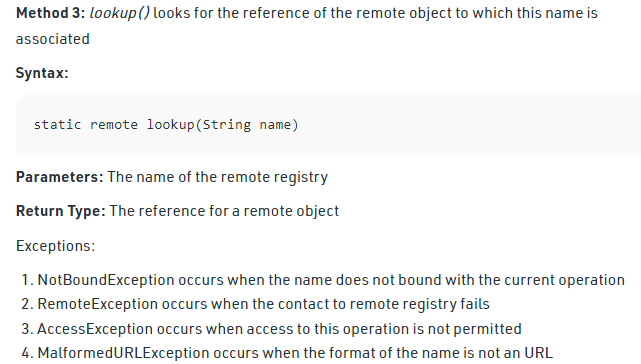 Method 3: lookup() looks for the reference of the remote object to which this name is
associated
Syntax:
static remote lookup(String name)
Parameters: The name of the remote registry
Return Type: The reference for a remote object
Exceptions:
1. NotBoundException occurs when the name does not bound with the current operation
2. RemoteException occurs when the contact to remote registry fails
3. AccessException occurs when access to this operation is not permitted
4. MalformedURLException occurs when the format of the name is not an URL